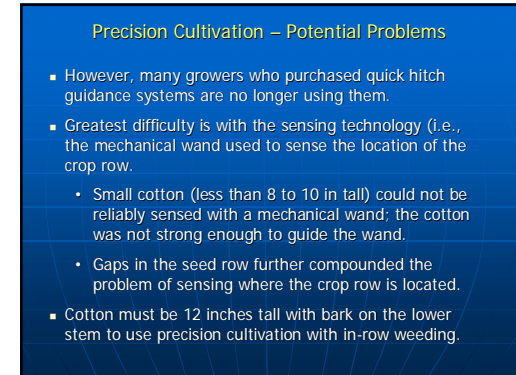 Precision Cultivation – Potential Problems
▪ However, many growers who purchased quick hitch
guidance systems are no longer using them.
▪ Greatest difficulty is with the sensing technology (i.e.,
the mechanical wand used to sense the location of the
crop row.
• Small cotton (less than 8 to 10 in tall) could not be
reliably sensed with a mechanical wand; the cotton
was not strong enough to guide the wand.
• Gaps in the seed row further compounded the
problem of sensing where the crop row is located.
▪ Cotton must be 12 inches tall with bark on the lower
stem to use precision cultivation with in-row weeding.